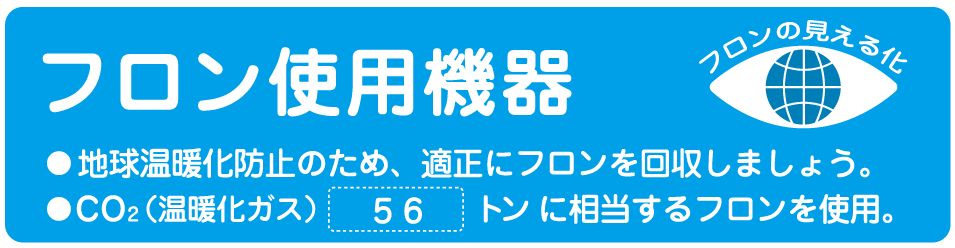 フロン使用機器
フロンの見える化
●地球温暖化防止のため、適正にフロンを回収しましょう。
●CO₂(温暖化ガス) 56 トンに相当するフロンを使用。